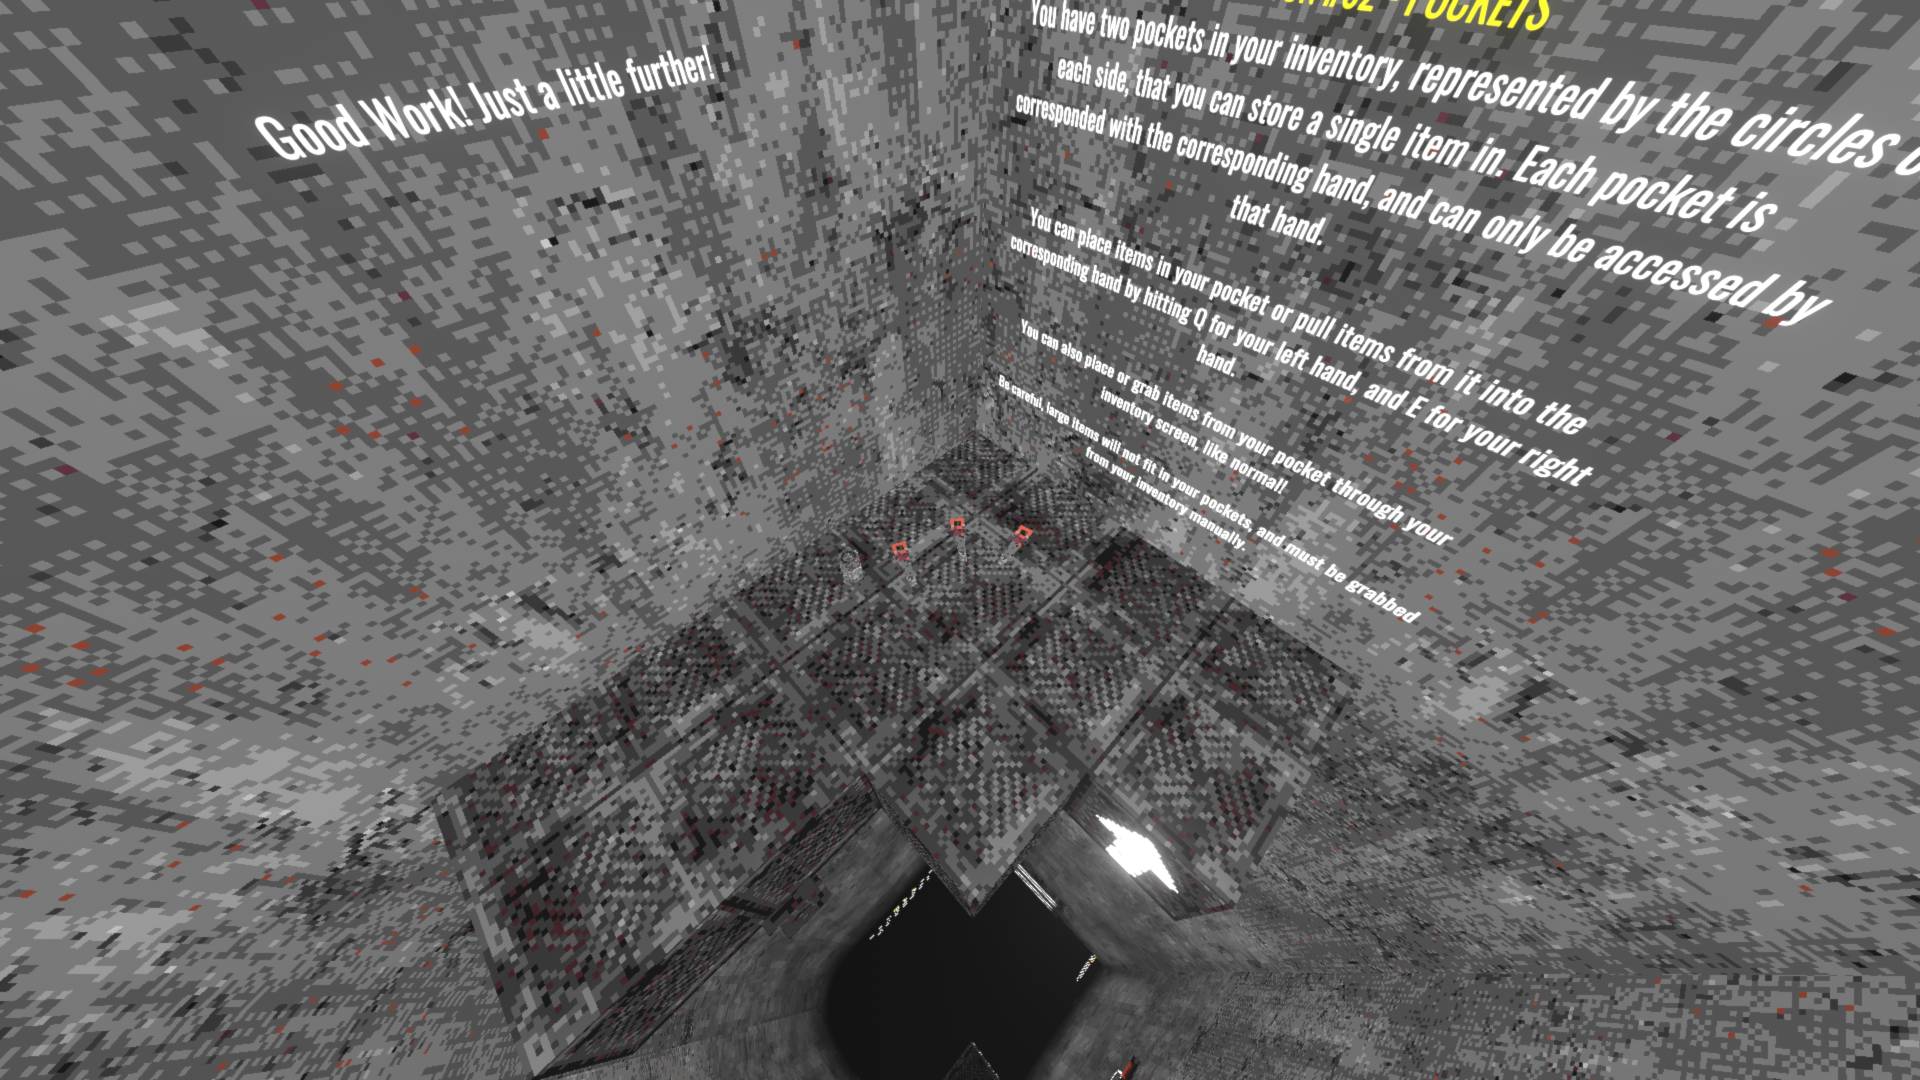 Good Work! Just a little further!
POCKETS
You have two pockets in your inventory, represented by the circles
each side, that you can store a single item in. Each pocket is
corresponded with the corresponding hand, and can only be accessed by
that hand.
You can place items in your pocket or pull items from it into the
corresponding hand by hitting Q for your left hand, and E for your right
hand.
You can also place or grab items from your pocket through your
inventory screen, like normal!
Be careful, large items will not fit in your pockets, and must be grabbed
from your inventory manually.